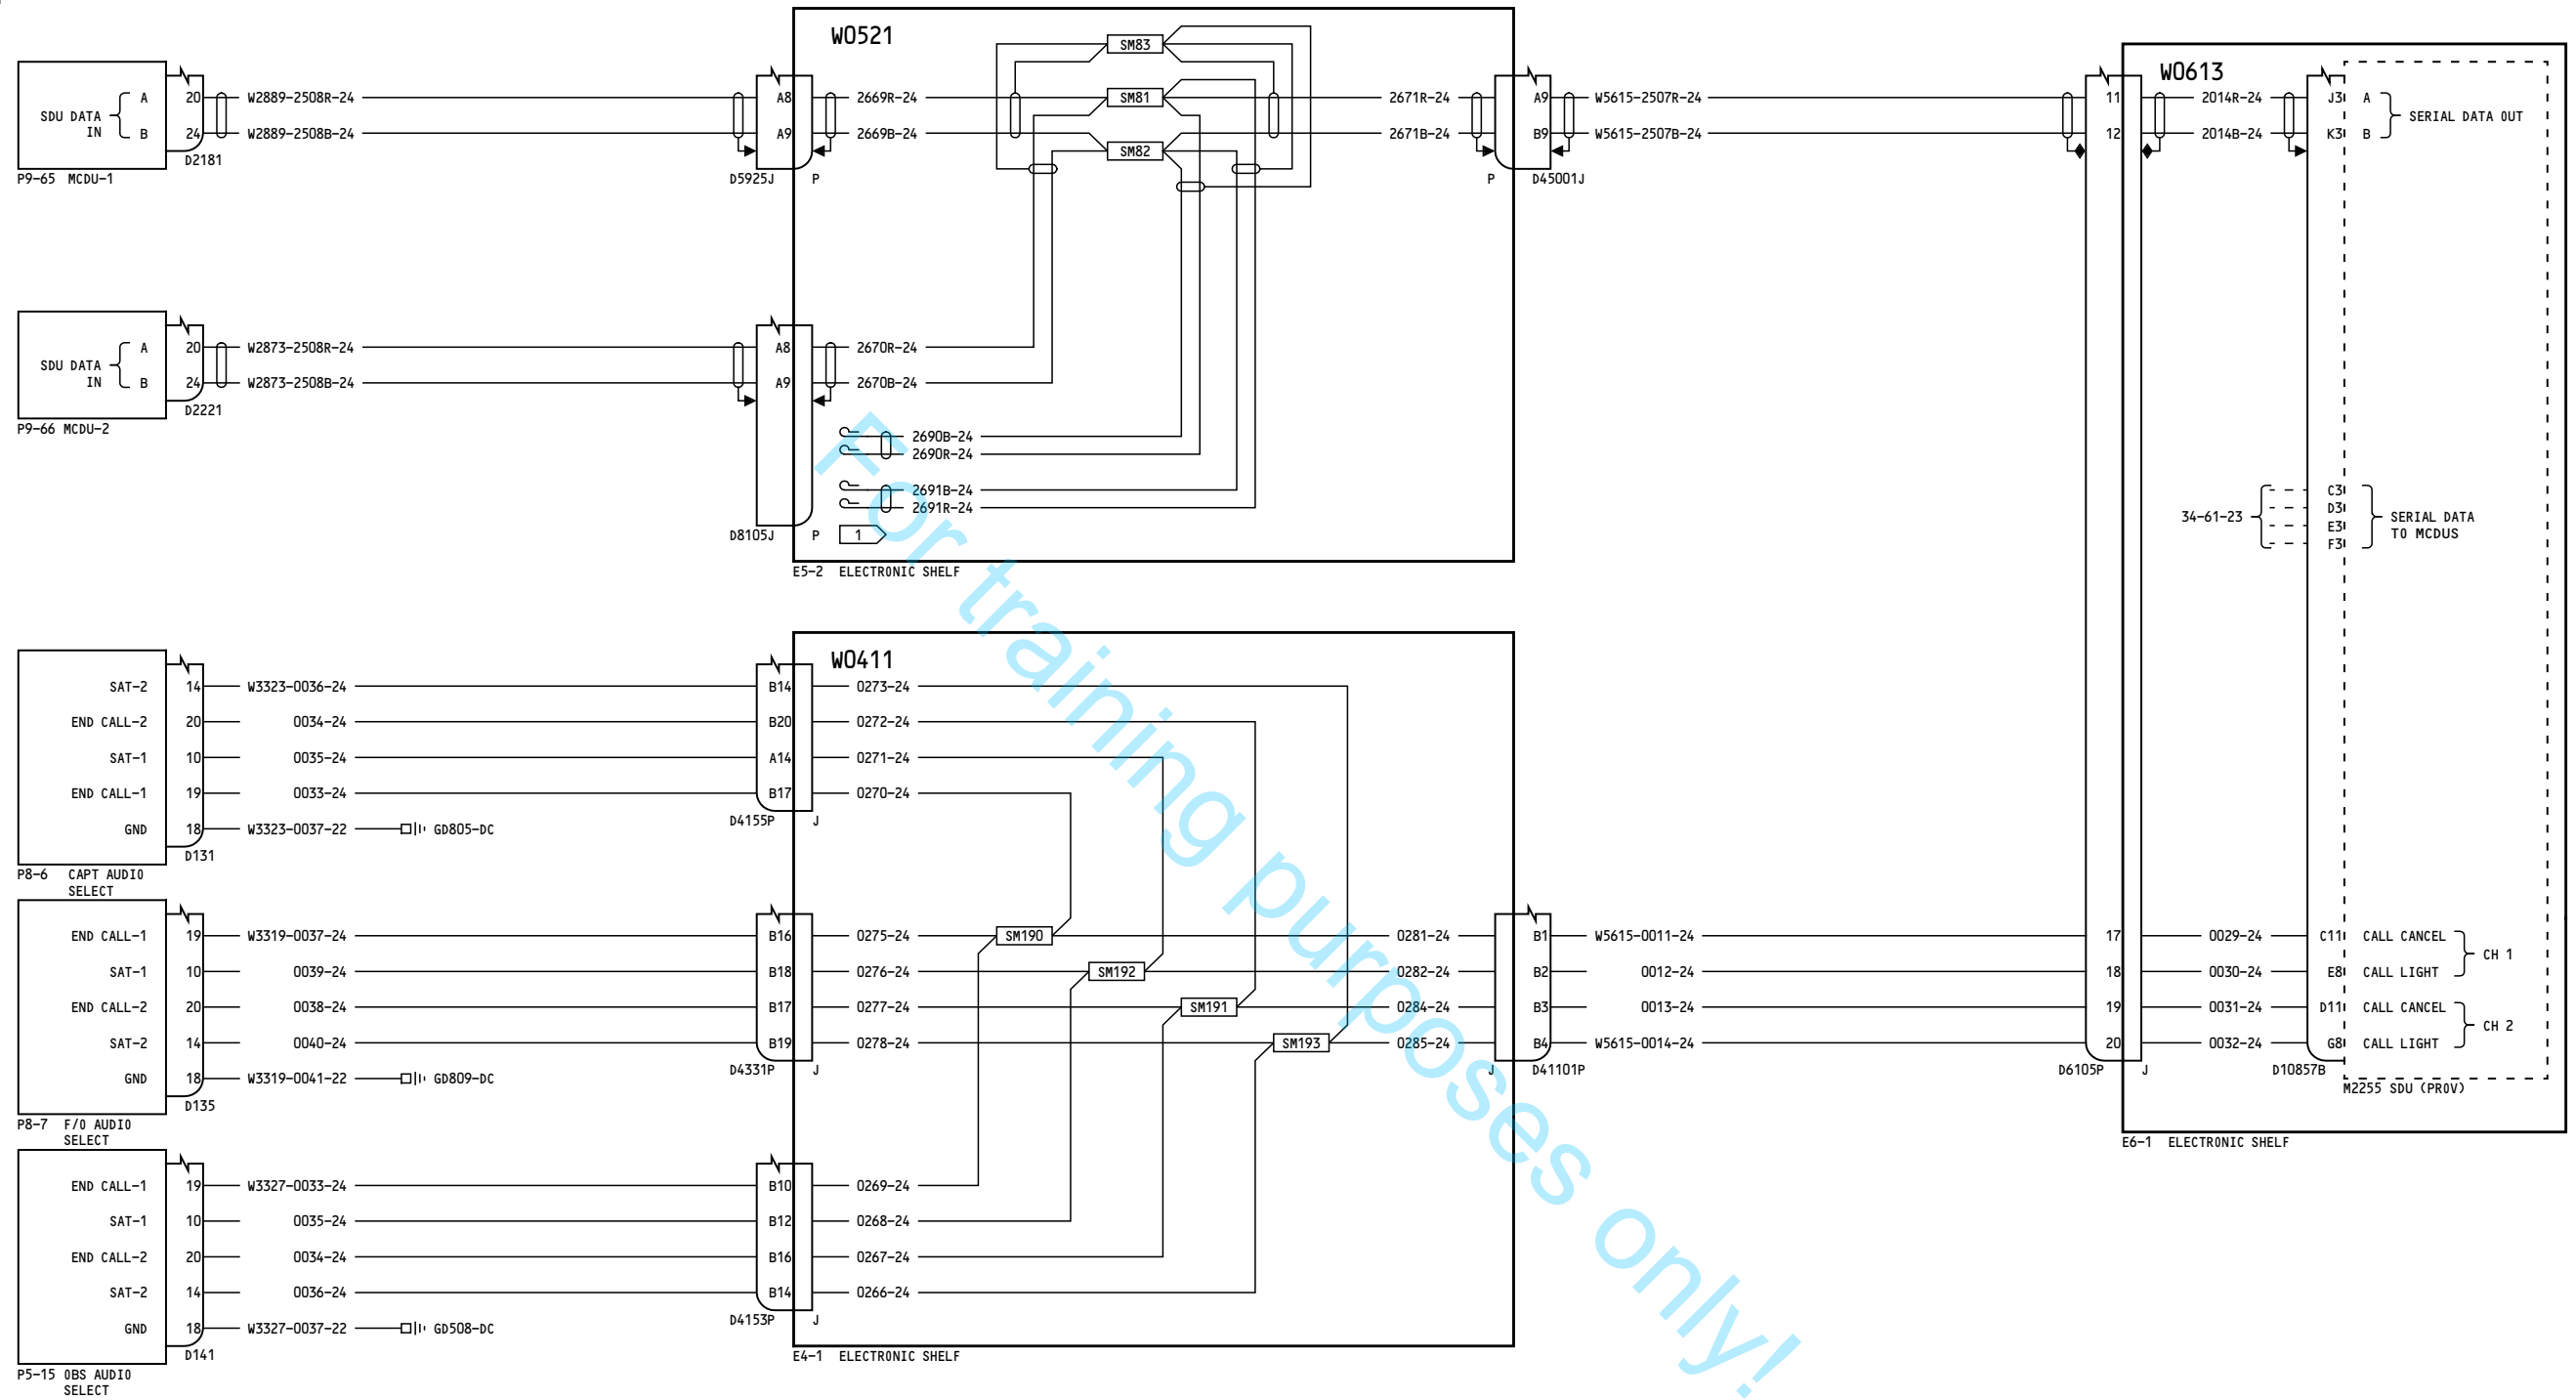 W0521
SM83
SDU DATA IN
A
20
W2889-2508R-24
A8
2669R-24
SM81
2671R-24
A9
W5615-2507R-24
B
24
W2889-2508B-24
A9
2669B-24
SM82
2671B-24
B9
W5615-2507B-24
D2181
P9-65 MCDU-1
D5925J
P
P
D45001J
W0613
11
2014R-24
J3
A
12
2014B-24
K3
B
SERIAL DATA OUT
SDU DATA IN
A
20
W2873-2508R-24
A8
2670R-24
B
24
W2873-2508B-24
A9
2670B-24
D2221
P9-66 MCDU-2
2690B-24
2690R-24
2691B-24
2691R-24
D8105J
P
1
E5-2 ELECTRONIC SHELF
34-61-23
C3
D3
E3
F3
SERIAL DATA
TO MCDUS
W0411
SAT-2
14
W3323-0036-24
B14
0273-24
END CALL-2
20
0034-24
B20
0272-24
SAT-1
10
0035-24
A14
0271-24
END CALL-1
19
0033-24
B17
0270-24
GND
18
W3323-0037-22
GD805-DC
D4155P
J
D131
P8-6 CAPT AUDIO
SELECT
END CALL-1
19
W3319-0037-24
B16
0275-24
SM190
0281-24
B1
W5615-0011-24
17
0029-24
C11
CALL CANCEL
SAT-1
10
0039-24
B18
0276-24
SM192
0282-24
B2
0012-24
18
0030-24
E8
CALL LIGHT
CH 1
END CALL-2
20
0038-24
B17
0277-24
SM191
0284-24
B3
0013-24
19
0031-24
D11
CALL CANCEL
SAT-2
14
0040-24
B19
0278-24
SM193
0285-24
B4
W5615-0014-24
20
0032-24
G8
CALL LIGHT
CH 2
GND
18
W3319-0041-22
GD809-DC
D4331P
J
J
D41101P
D6105P
J
D10857B
M2255 SDU (PROV)
D135
P8-7 F/O AUDIO
SELECT
E6-1 ELECTRONIC SHELF
END CALL-1
19
W3327-0033-24
B10
0269-24
SAT-1
10
0035-24
B12
0268-24
END CALL-2
20
0034-24
B16
0267-24
SAT-2
14
0036-24
B14
0266-24
GND
18
W3327-0037-22
GD508-DC
D4153P
J
D141
P5-15 OBS AUDIO
SELECT
E4-1 ELECTRONIC SHELF
For training purposes only!